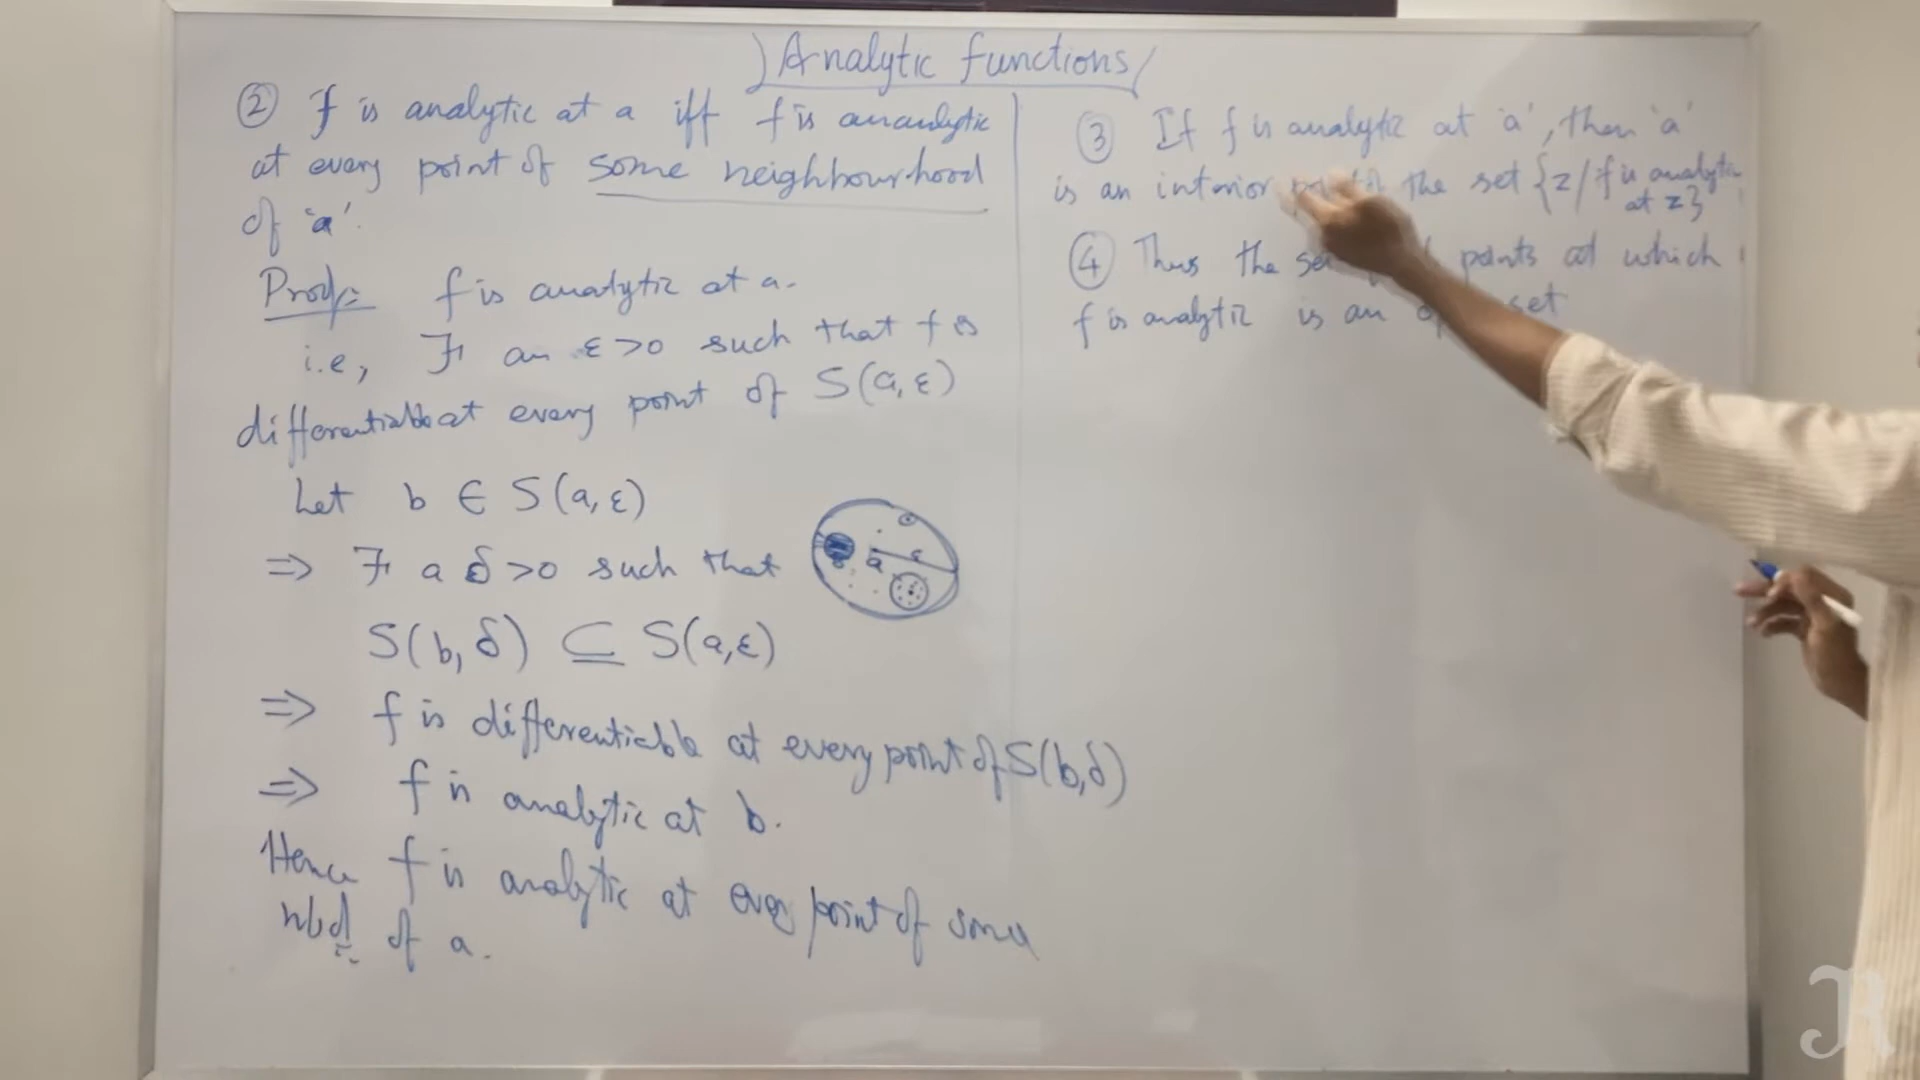 Analytic functions
② f is analytic at a iff f is anaulytic
at every point of some neighbourhood
of 'a'.
Proof:- f is analytic at a.
i.e, ∃ an ε>0 such that f is
differentiable at every point of S(a, ε)
Let b ∈ S(a, ε)
⇒ ∃ a δ>0 such that
S(b, δ) ⊆ S(a, ε)
⇒ f is differentiable at every point of S(b, δ)
⇒ f is analytic at b.
Hence f is analytic at every point of some
nbd of a.
a ε
③ If f is analytic at 'a', then 'a'
is an interior the set {z / f is analytic
at z}
④ Thus the points at which
f is analytic is an set
R